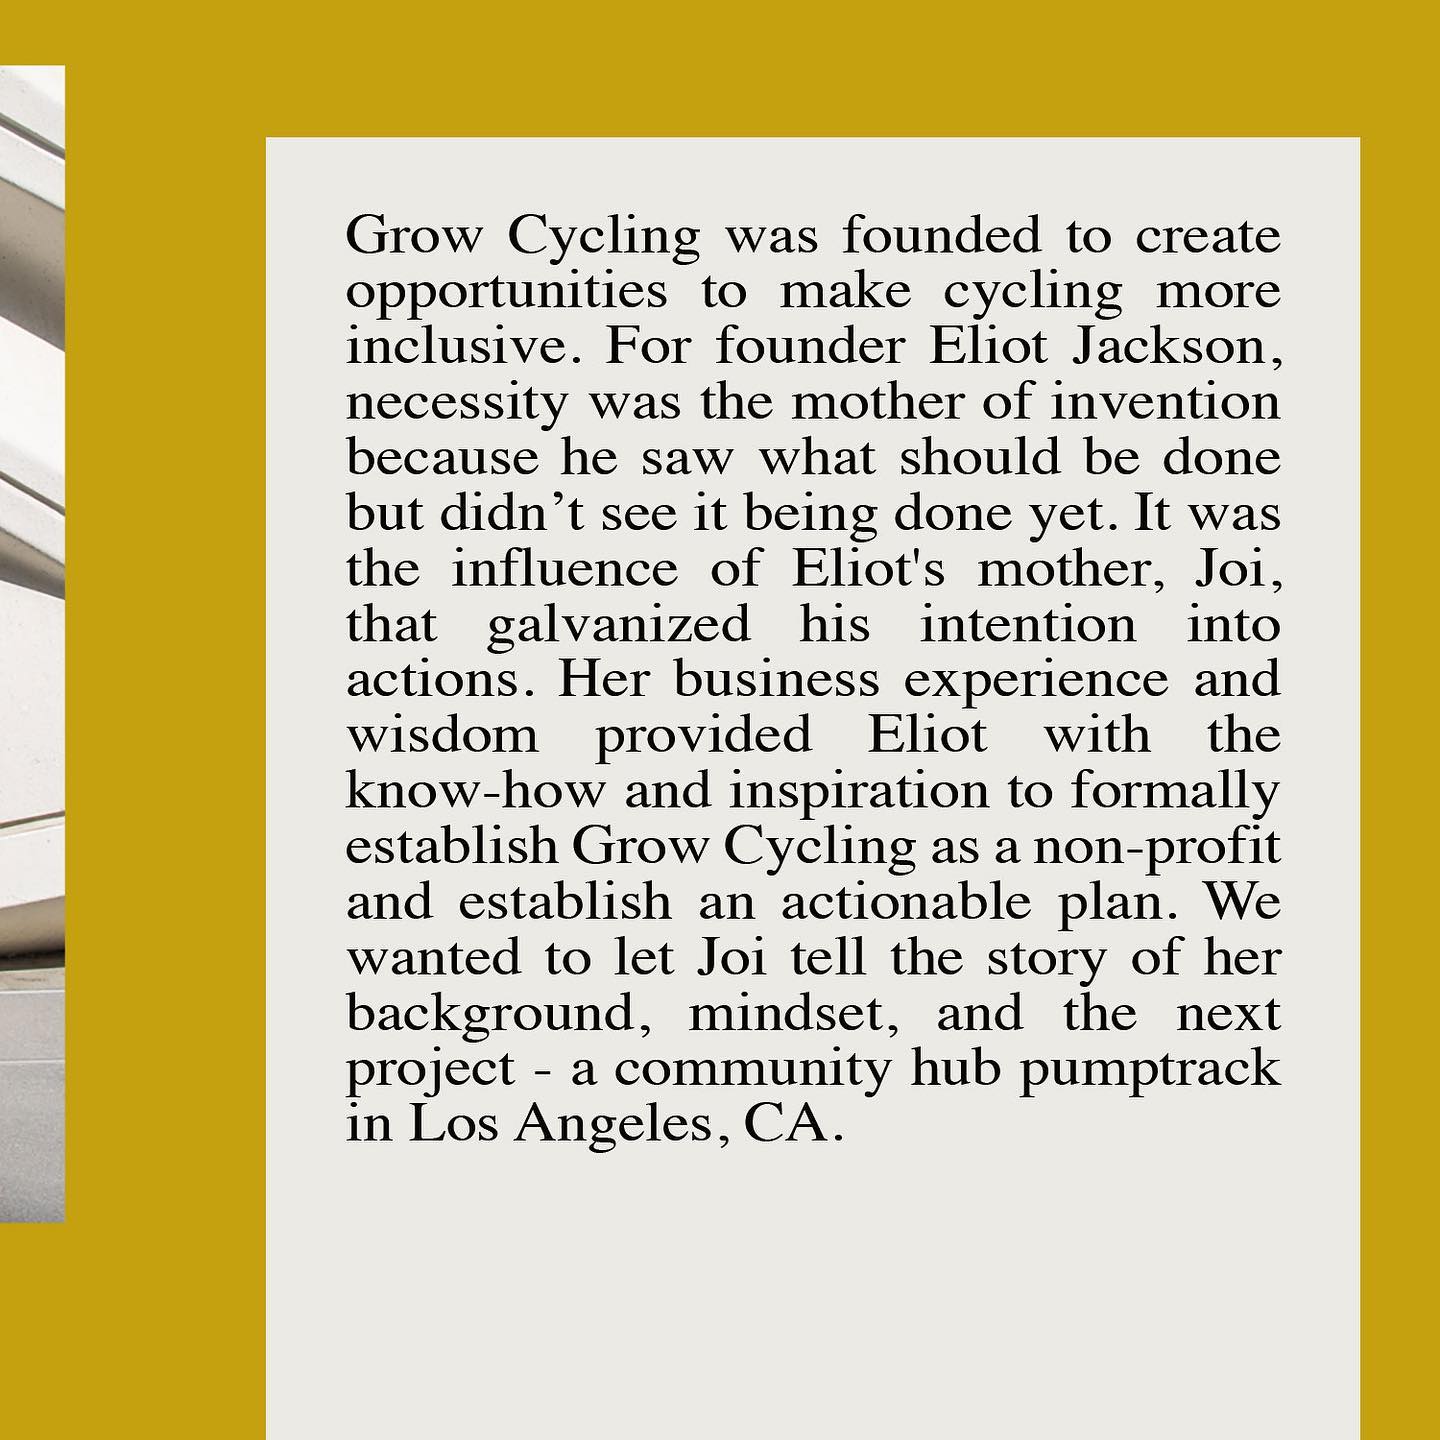 Grow Cycling was founded to create
opportunities to make cycling more
inclusive. For founder Eliot Jackson,
necessity was the mother of invention
because he saw what should be done
but didn’t see it being done yet. It was
the influence of Eliot's mother, Joi,
that galvanized his intention into
actions. Her business experience and
wisdom provided Eliot with the
know-how and inspiration to formally
establish Grow Cycling as a non-profit
and establish an actionable plan. We
wanted to let Joi tell the story of her
background, mindset, and the next
project - a community hub pumptrack
in Los Angeles, CA.